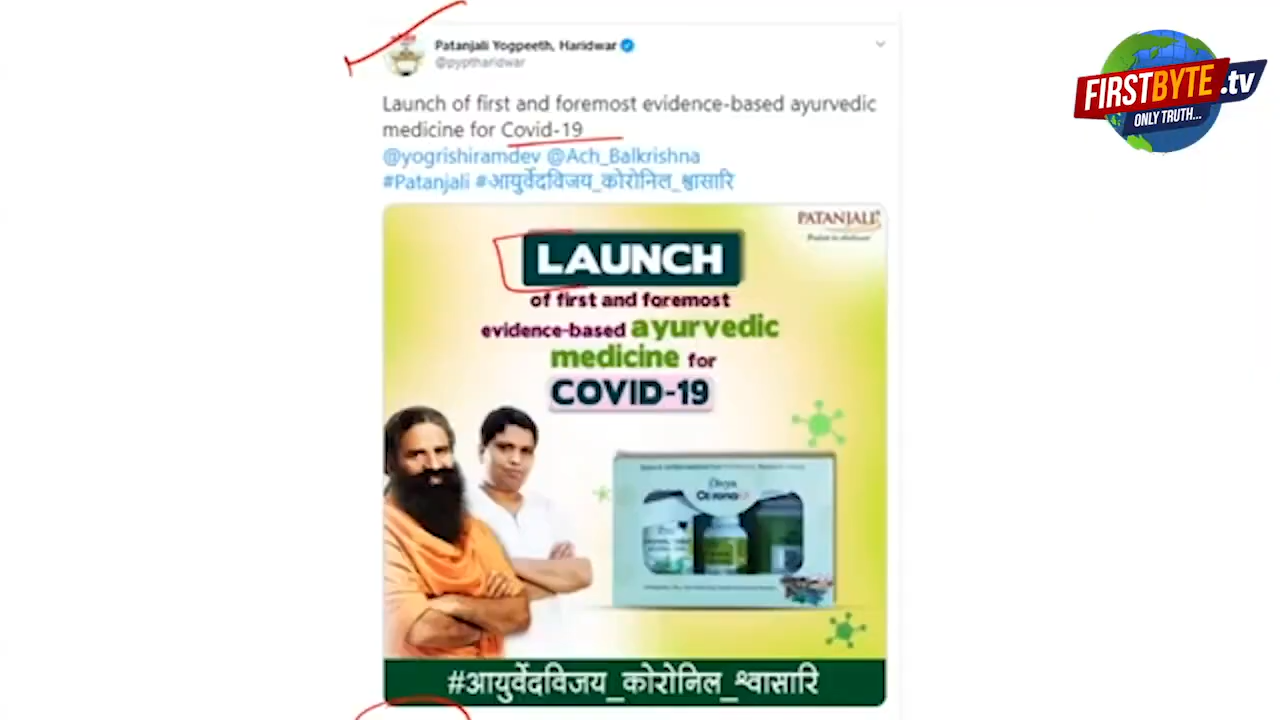 Patanjali Yogpeeth, Haridwar
@pyptharidwar
Launch of first and foremost evidence-based ayurvedic
medicine for Covid-19
@yogrishiramdev @Ach_Balkrishna
#Patanjali #आयुर्वेदविजय_कोरोनिल_श्वासारि
PATANJALI
LAUNCH
of first and foremost
evidence-based ayurvedic
medicine for
COVID-19
Divya
#आयुर्वेदविजय_कोरोनिल_श्वासारि
FIRSTBYTE.tv
ONLY TRUTH...